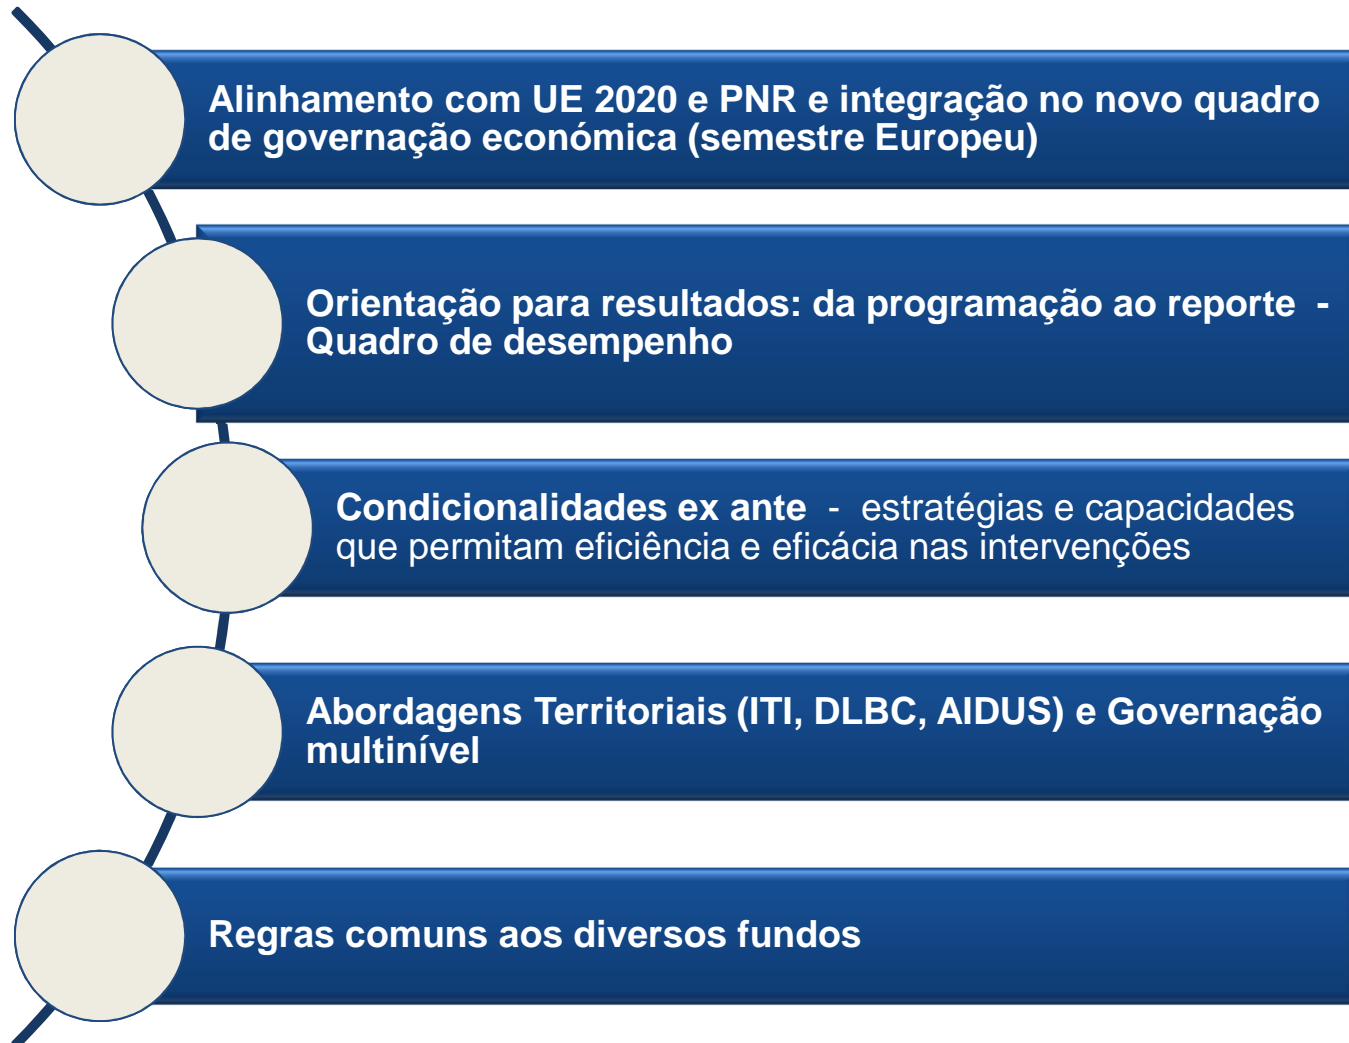 Alinhamento com UE 2020 e PNR e integração no novo quadro
de governação económica (semestre Europeu)
Orientação para resultados: da programação ao reporte  -
Quadro de desempenho
Condicionalidades ex ante  -  estratégias e capacidades
que permitam eficiência e eficácia nas intervenções
Abordagens Territoriais (ITI, DLBC, AIDUS) e Governação
multinível
Regras comuns aos diversos fundos